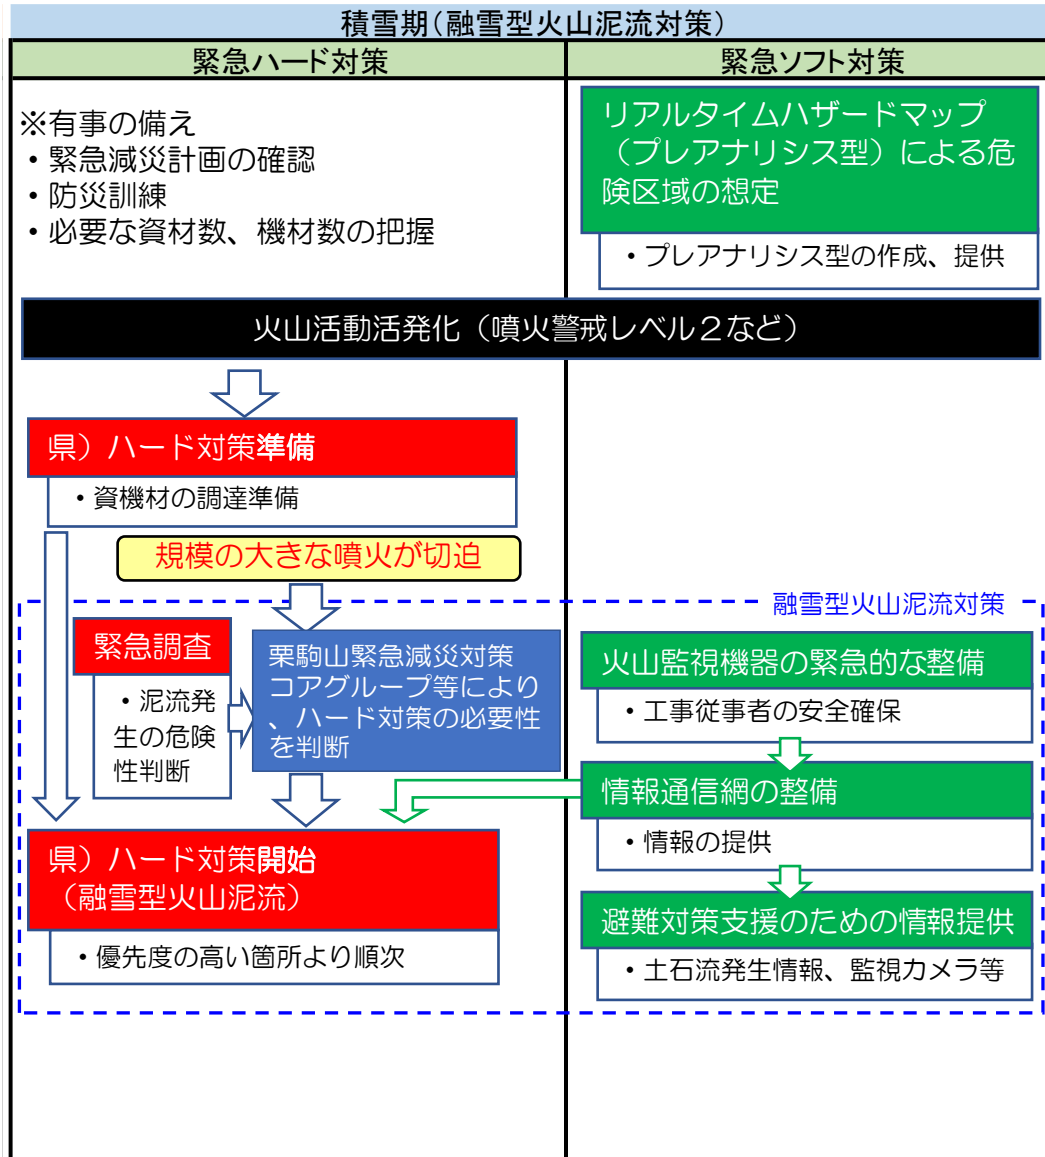 積雪期（融雪型火山泥流対策）
緊急ハード対策
緊急ソフト対策
※有事の備え
・緊急減災計画の確認
・防災訓練
・必要な資材数、機材数の把握
リアルタイムハザードマップ
（プレアナリシス型）による危
険区域の想定
・プレアナリシス型の作成、提供
火山活動活発化（噴火警戒レベル２など）
県）ハード対策準備
・資機材の調達準備
規模の大きな噴火が切迫
融雪型火山泥流対策
緊急調査
・泥流発
生の危険
性判断
栗駒山緊急減災対策
コアグループ等により
、ハード対策の必要性
を判断
火山監視機器の緊急的な整備
・工事従事者の安全確保
情報通信網の整備
・情報の提供
県）ハード対策開始
（融雪型火山泥流）
・優先度の高い箇所より順次
避難対策支援のための情報提供
・土石流発生情報、監視カメラ等